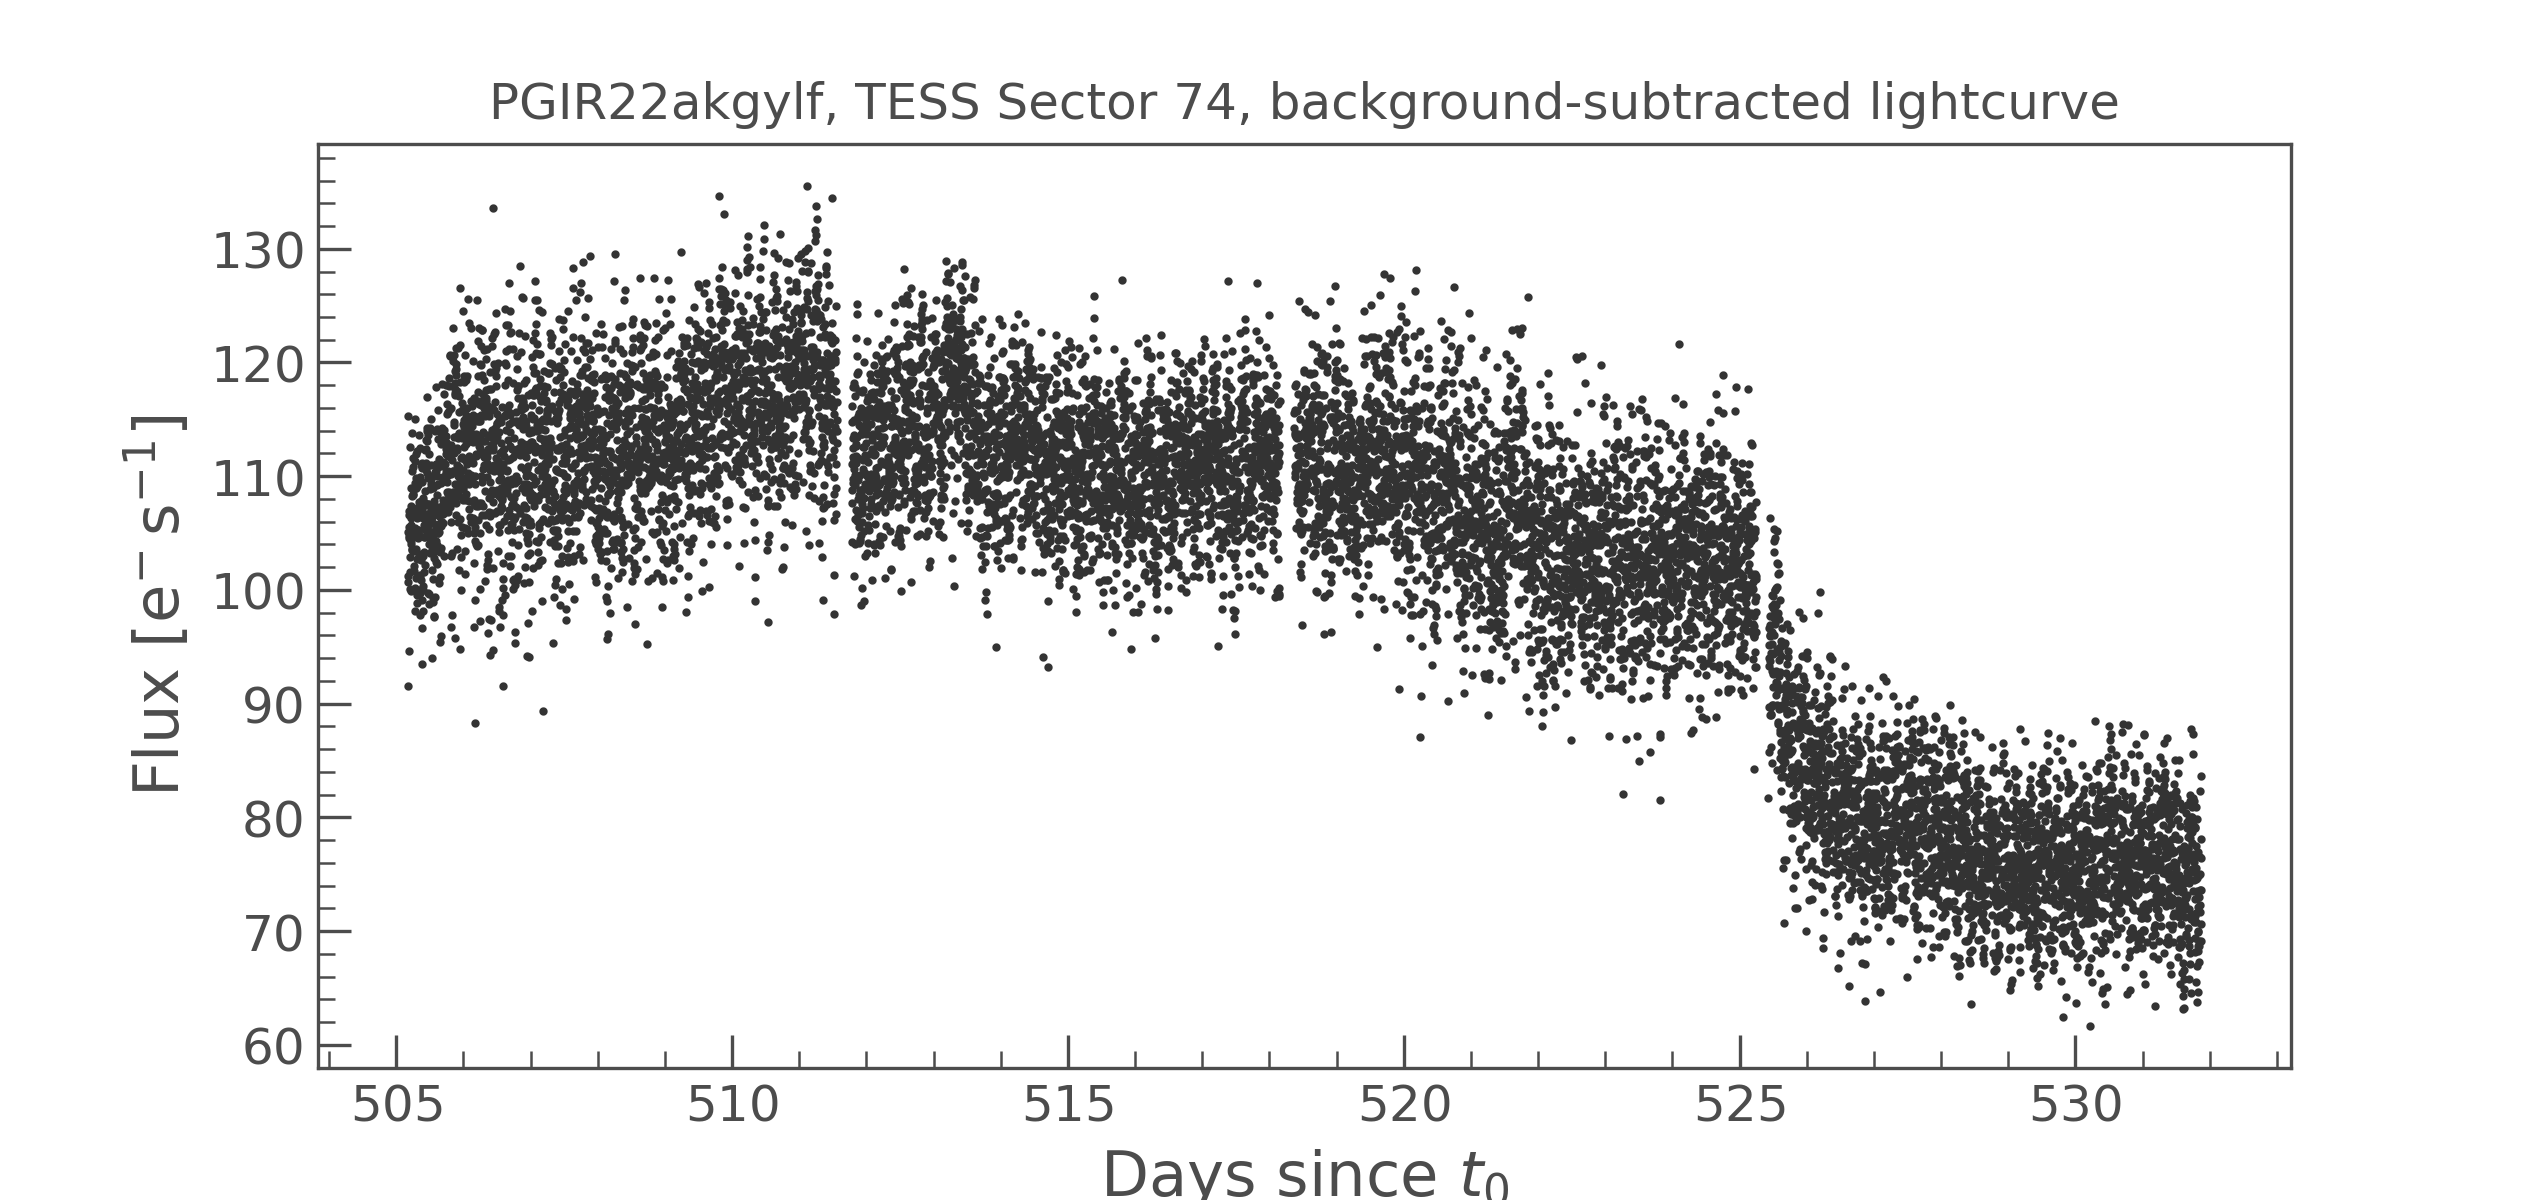 PGIR22akgylf, TESS Sector 74, background-subtracted lightcurve
Flux [e⁻ s⁻¹]
130
120
110
100
90
80
70
60
505 510 515 520 525 530
Days since t₀